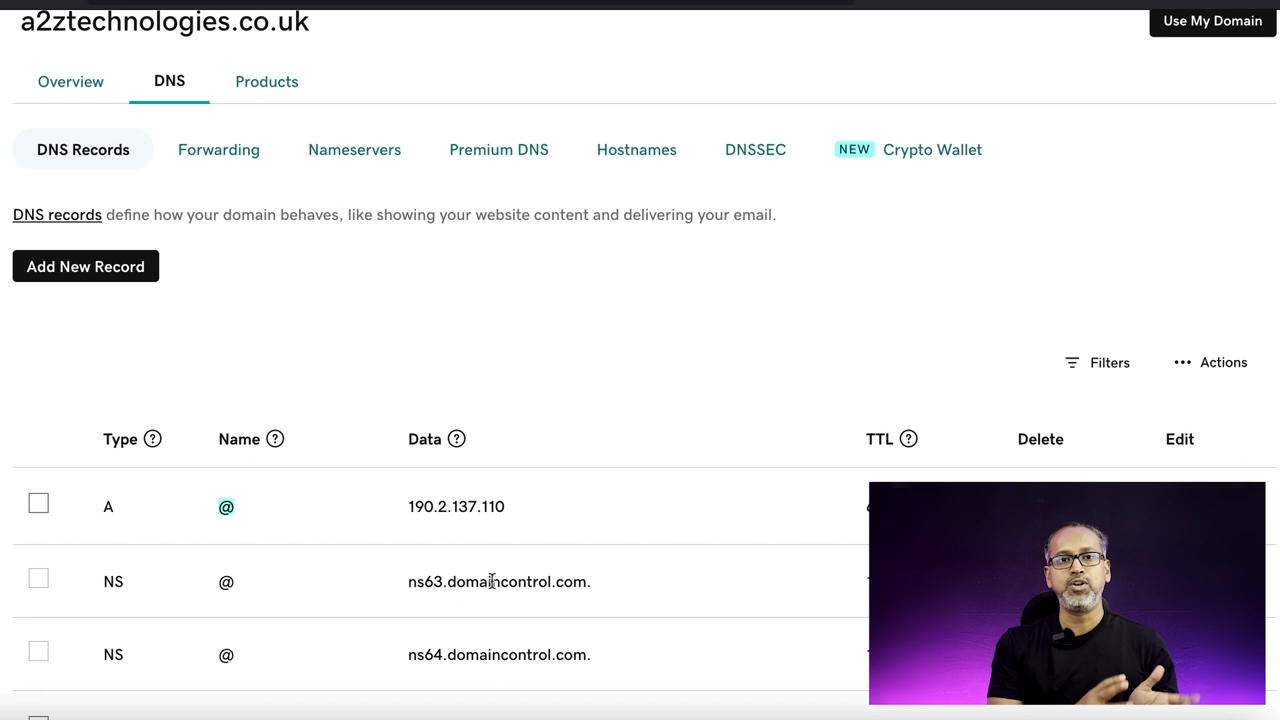 a2ztechnologies.co.uk
Use My Domain
Overview DNS Products
DNS Records Forwarding Nameservers Premium DNS Hostnames DNSSEC NEW Crypto Wallet
DNS records define how your domain behaves, like showing your website content and delivering your email.
Add New Record
Filters ••• Actions
Type ? Name ? Data ? TTL ? Delete Edit
A @ 190.2.137.110
NS @ ns63.domaincontrol.com.
NS @ ns64.domaincontrol.com.